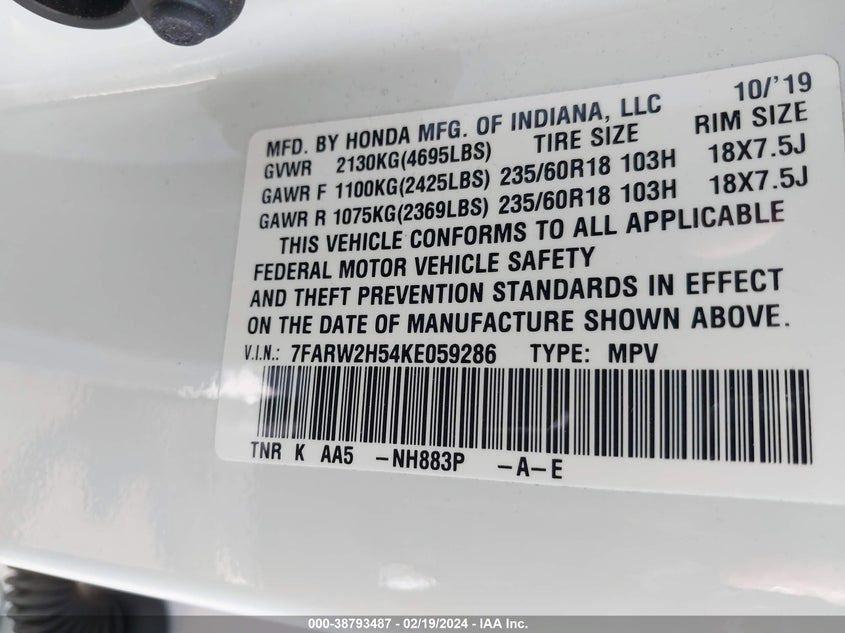 MFD. BY HONDA MFG. OF INDIANA, LLC 10/'19
GVWR 2130KG(4695LBS) TIRE SIZE RIM SIZE
GAWR F 1100KG(2425LBS) 235/60R18 103H 18X7.5J
GAWR R 1075KG(2369LBS) 235/60R18 103H 18X7.5J
THIS VEHICLE CONFORMS TO ALL APPLICABLE
FEDERAL MOTOR VEHICLE SAFETY
AND THEFT PREVENTION STANDARDS IN EFFECT
ON THE DATE OF MANUFACTURE SHOWN ABOVE.
V.I.N.: 7FARW2H54KE059286 TYPE: MPV
TNR K AA5 -NH883P -A-E
000-38793487 - 02/19/2024 - IAA Inc.